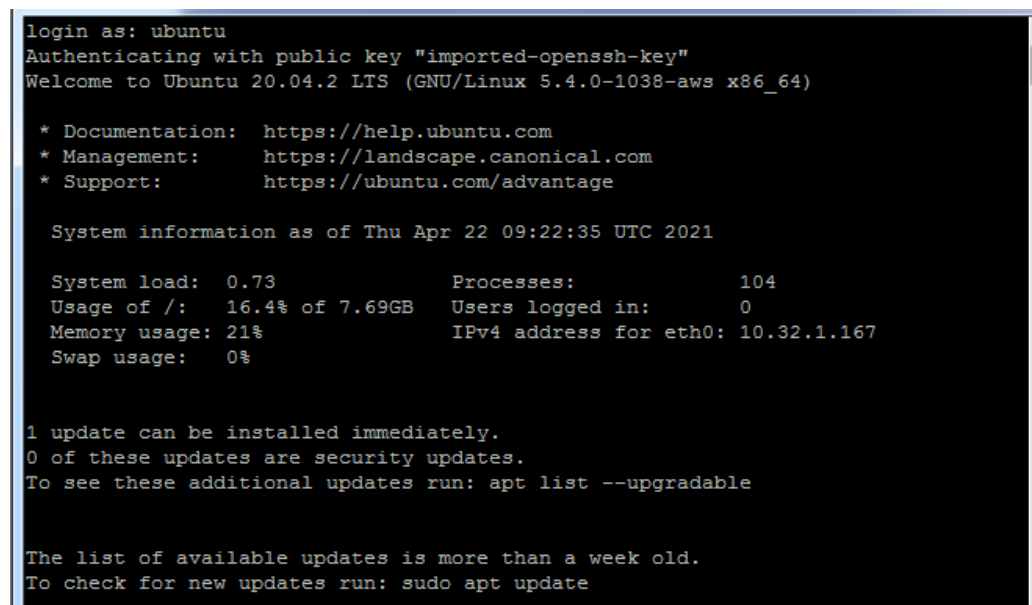 login as: ubuntu
Authenticating with public key "imported-openssh-key"
Welcome to Ubuntu 20.04.2 LTS (GNU/Linux 5.4.0-1038-aws x86_64)
* Documentation: https://help.ubuntu.com
* Management: https://landscape.canonical.com
* Support: https://ubuntu.com/advantage
System information as of Thu Apr 22 09:22:35 UTC 2021
System load: 0.73 Processes: 104
Usage of /: 16.4% of 7.69GB Users logged in: 0
Memory usage: 21% IPv4 address for eth0: 10.32.1.167
Swap usage: 0%
1 update can be installed immediately.
0 of these updates are security updates.
To see these additional updates run: apt list --upgradable
The list of available updates is more than a week old.
To check for new updates run: sudo apt update